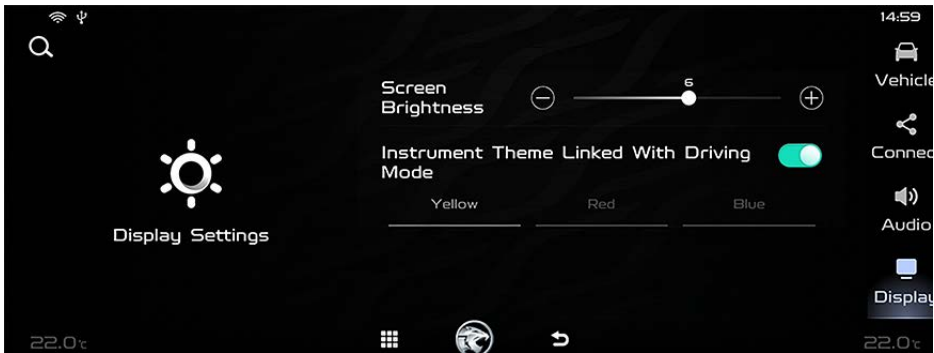 14:59
Vehicle
Screen
Brightness
6
Instrument Theme Linked With Driving
Mode
Connec
Yellow Red Blue
Audio
Display Settings
Display
22.0℃
22.0℃